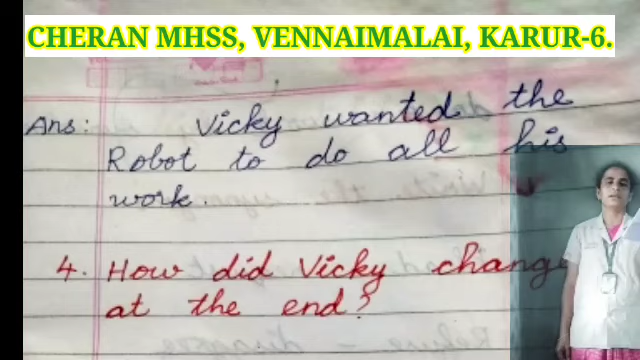 CHERAN MHSS, VENNAIMALAI, KARUR-6.
Ans: Vicky wanted the
Robot to do all his
work.
4. How did Vicky change
at the end?